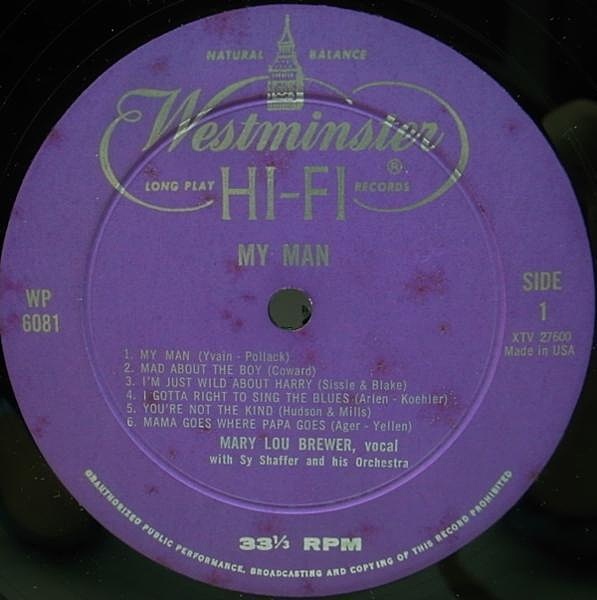 NATURAL BALANCE
Westminster
®
LONG PLAY HI-FI RECORDS
MY MAN
WP
6081
SIDE
1
XTV 27600
Made in USA
1. MY MAN (Yvain - Pollack)
2. MAD ABOUT THE BOY (Coward)
3. I'M JUST WILD ABOUT HARRY (Sissle & Blake)
4. I GOTTA RIGHT TO SING THE BLUES (Arlen - Koehler)
5. YOU'RE NOT THE KIND (Hudson & Mills)
6. MAMA GOES WHERE PAPA GOES (Ager - Yellen)
MARY LOU BREWER, vocal
with Sy Shaffer and his Orchestra
33⅓ RPM
UNAUTHORIZED PUBLIC PERFORMANCE, BROADCASTING AND COPYING OF THIS RECORD PROHIBITED